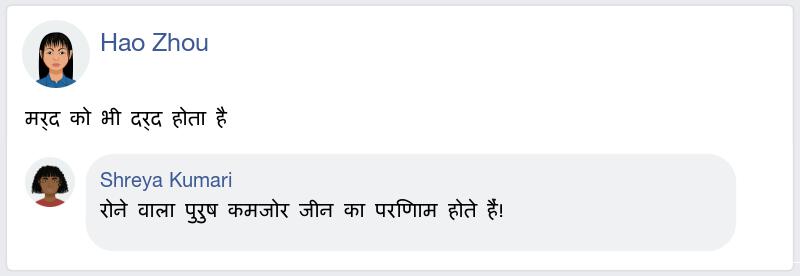 Hao Zhou
मर्द को भी दर्द होता है
Shreya Kumari
रोने वाला पुरुष कमजोर जीन का परिणाम होते हैं!